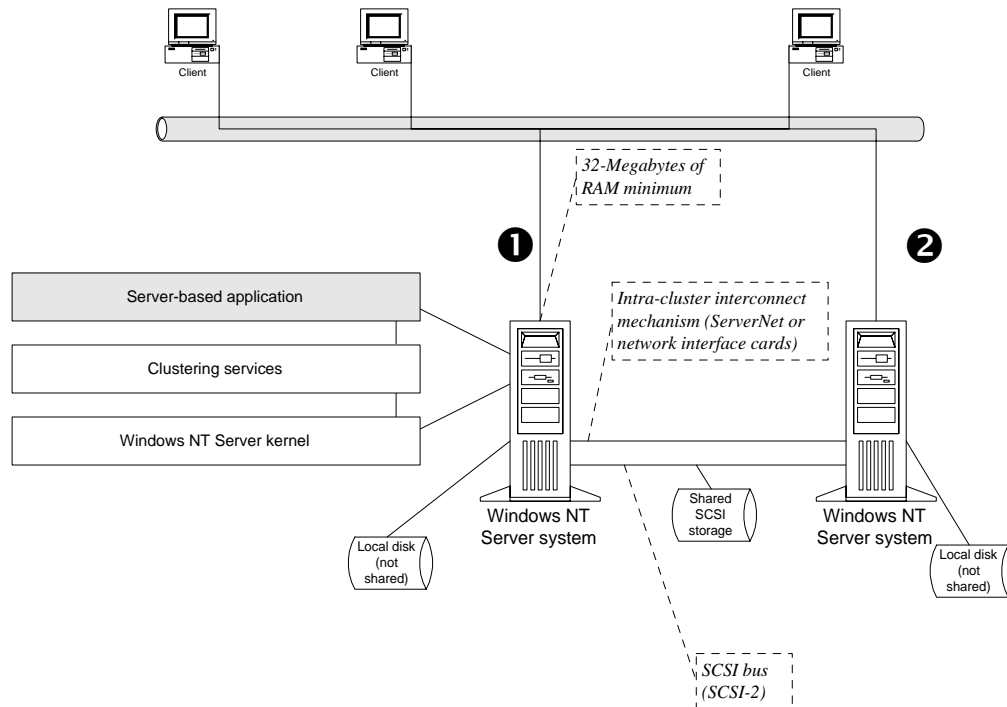 Client
Client
Client
32-Megabytes of
RAM minimum
1
2
Server-based application
Clustering services
Windows NT Server kernel
Intra-cluster interconnect
mechanism (ServerNet or
network interface cards)
Shared
SCSI
storage
Windows NT
Server system
Windows NT
Server system
Local disk
(not
shared)
Local disk
(not
shared)
SCSI bus
(SCSI-2)